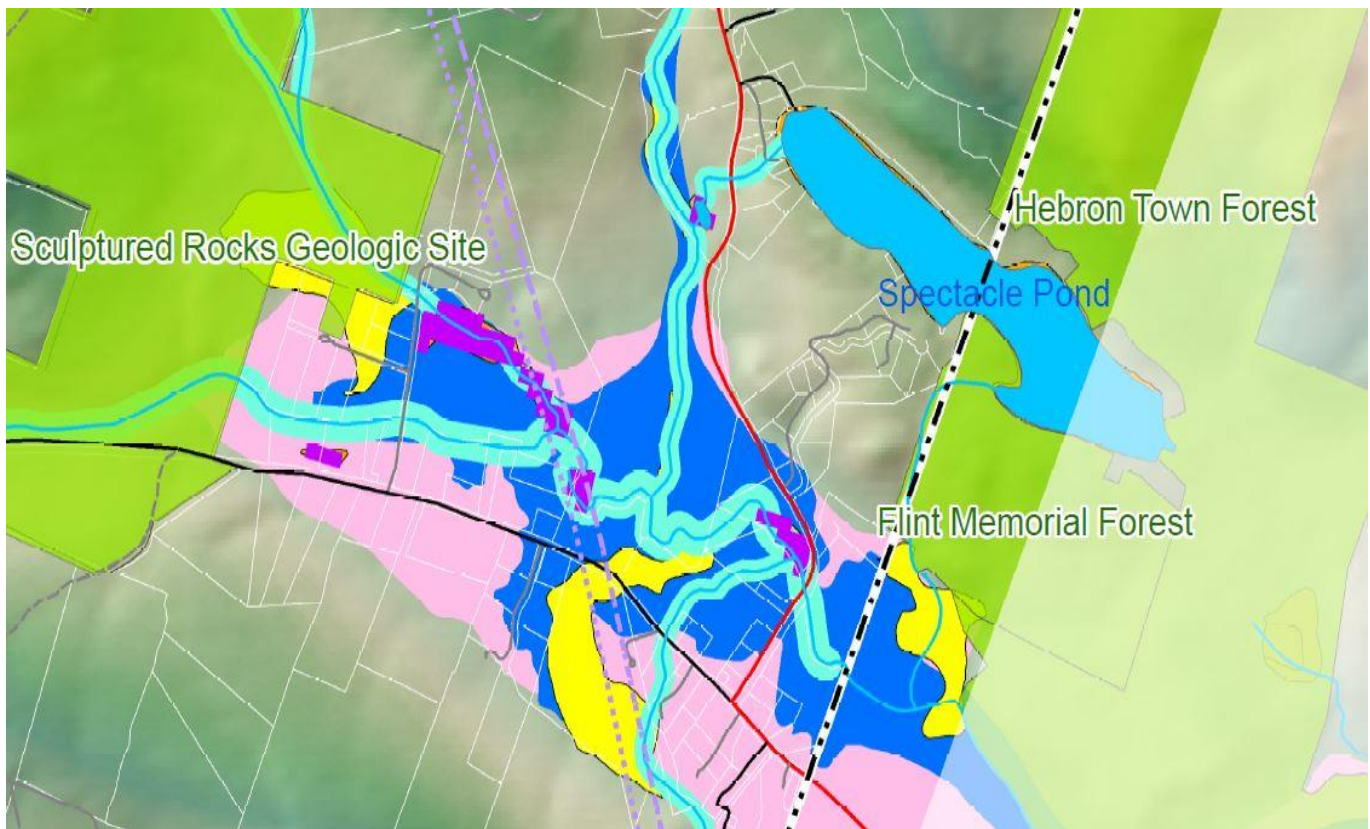 Hebron Town Forest
Sculptured Rocks Geologic Site
Spectacle Pond
Flint Memorial Forest